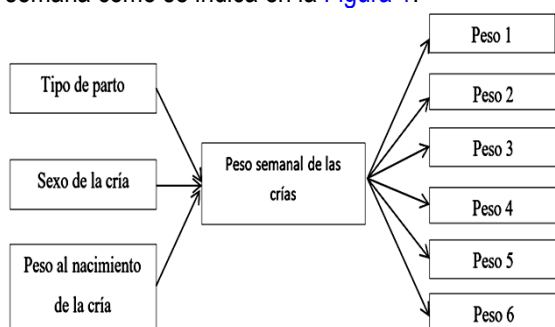 semana como se indica en la Figura 1.
Tipo de parto
Sexo de la cría
Peso al nacimiento
de la cría
Peso semanal de las
crías
Peso 1
Peso 2
Peso 3
Peso 4
Peso 5
Peso 6